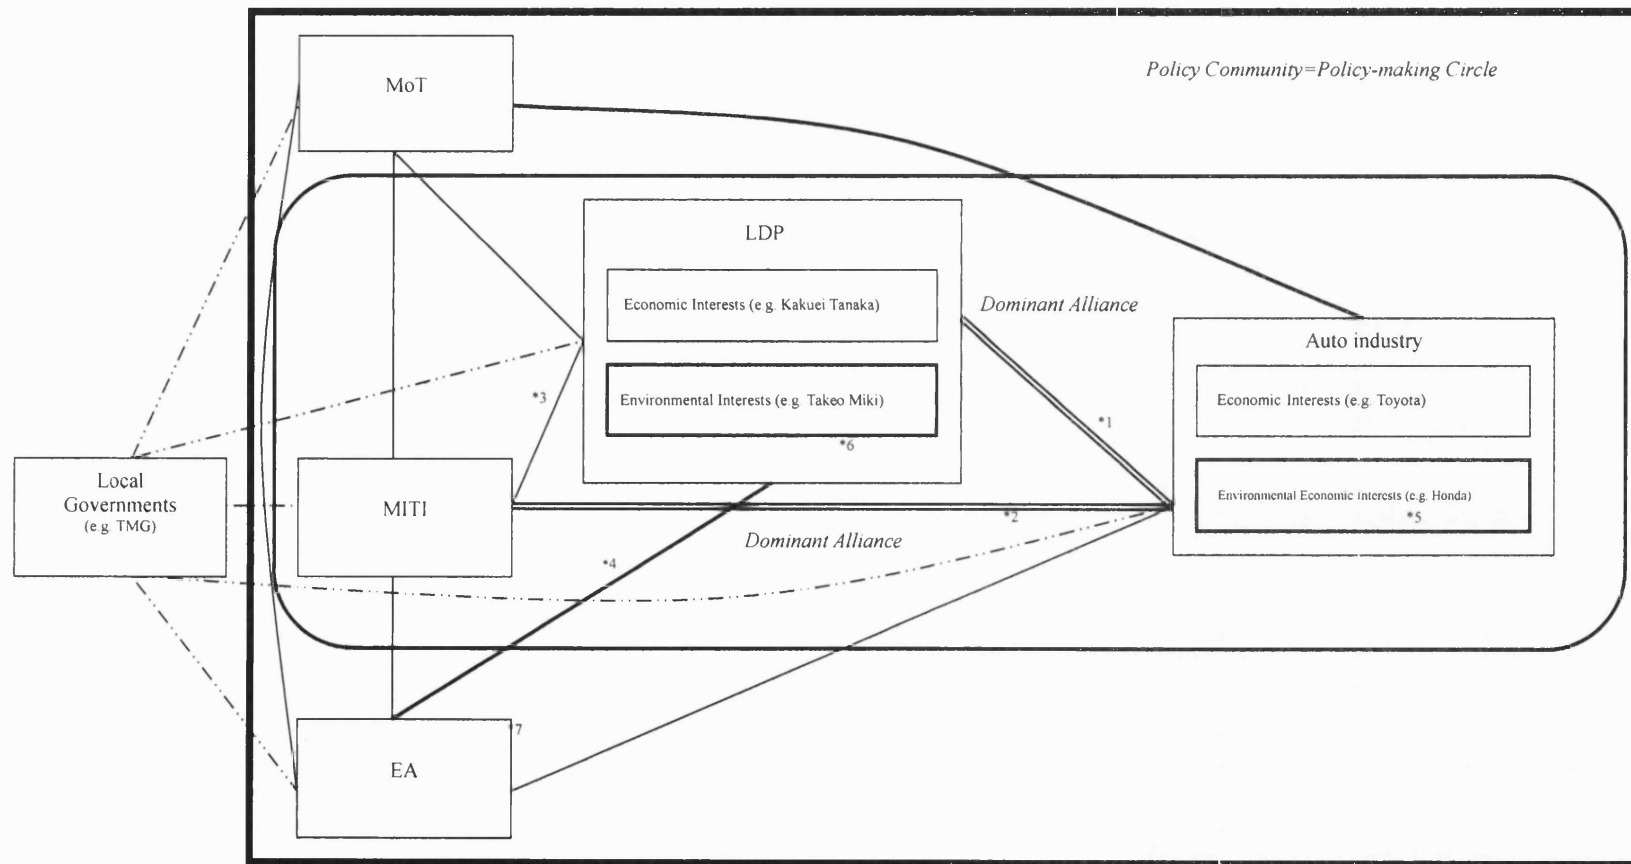 Policy Community=Policy-making Circle
MoT
LDP
Economic Interests (e.g. Kakuei Tanaka)
Dominant Alliance
Auto industry
Environmental Interests (e.g. Takeo Miki)
*3
Economic Interests (e.g. Toyota)
*1
*6
Local
Governments
(e.g. TMG)
MITI
Environmental Economic Interests (e.g. Honda)
*5
*2
Dominant Alliance
*4
*7
EA